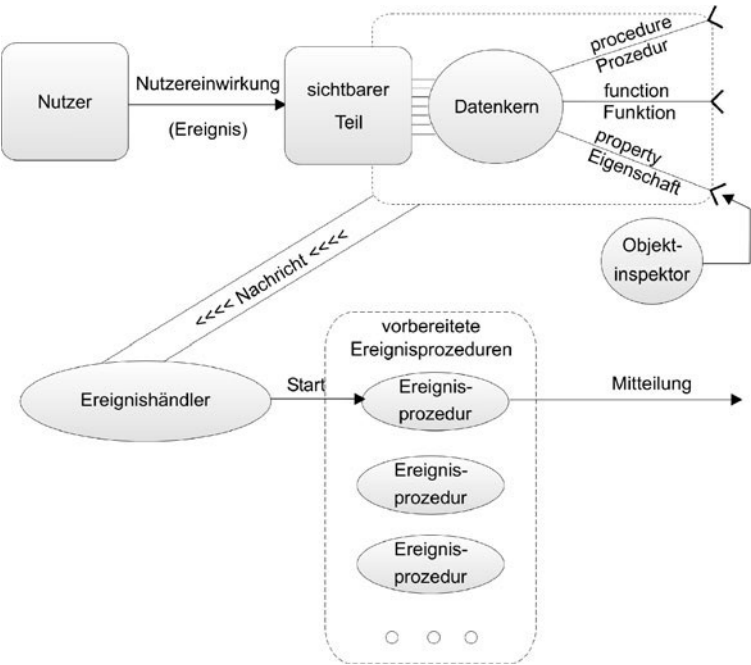 Nutzer
Nutzereinwirkung
(Ereignis)
sichtbarer
Teil
Datenkern
procedure
Prozedur
function
Funktion
property
Eigenschaft
Objekt-
inspektor
<<<< Nachricht <<<<
Ereignishändler
Start
vorbereitete
Ereignisprozeduren
Ereignis-
prozedur
Mitteilung
Ereignis-
prozedur
Ereignis-
prozedur